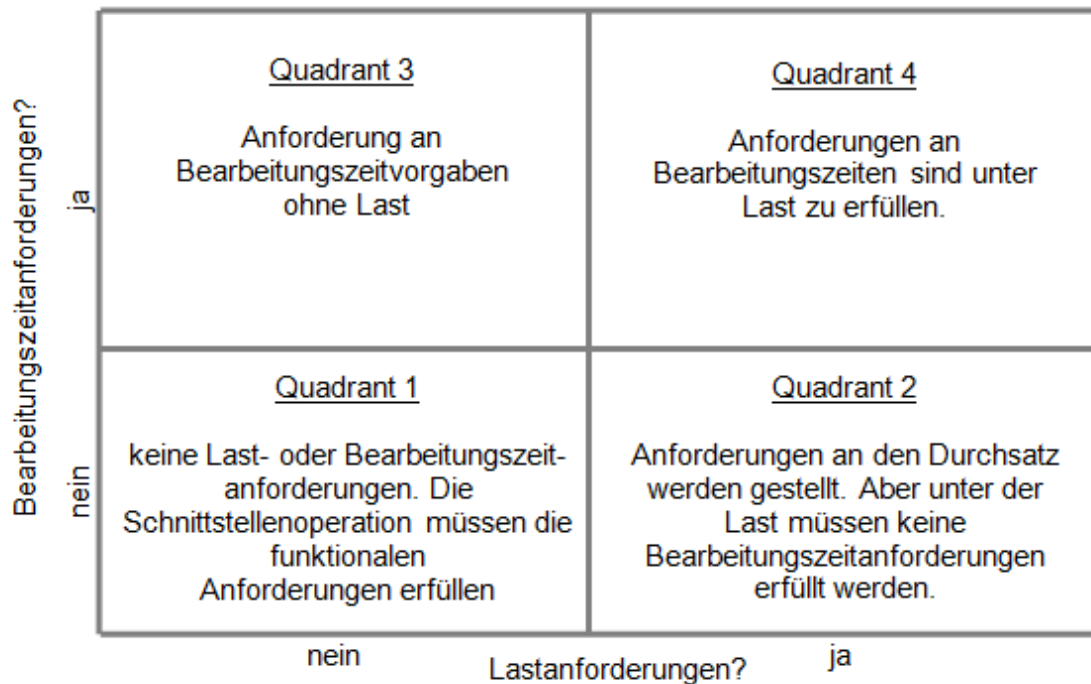 Bearbeitungszeitanforderungen?
ja
nein
Quadrant 3
Anforderung an
Bearbeitungszeitvorgaben
ohne Last
Quadrant 4
Anforderungen an
Bearbeitungszeiten sind unter
Last zu erfüllen.
Quadrant 1
keine Last- oder Bearbeitungszeit-
anforderungen. Die
Schnittstellenoperation müssen die
funktionalen
Anforderungen erfüllen
Quadrant 2
Anforderungen an den Durchsatz
werden gestellt. Aber unter der
Last müssen keine
Bearbeitungszeitanforderungen
erfüllt werden.
nein
Lastanforderungen?
ja